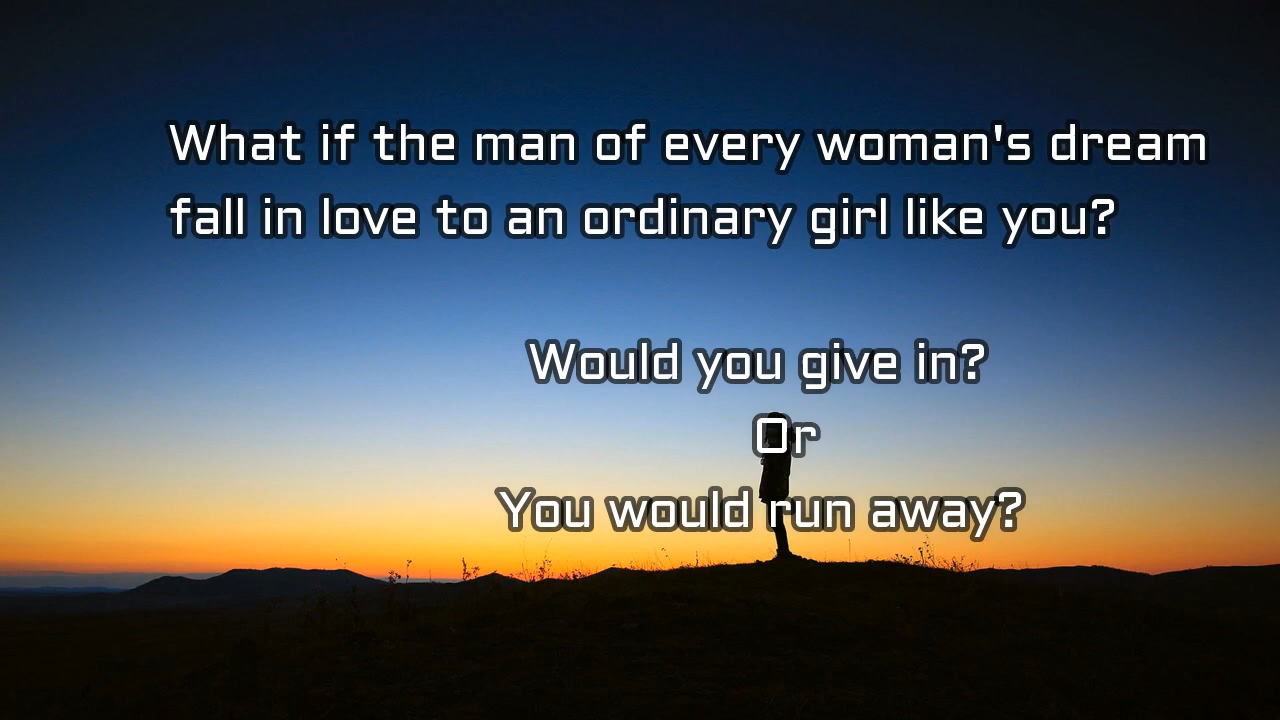 What if the man of every woman's dream
fall in love to an ordinary girl like you?
Would you give in?
Or
You would run away?